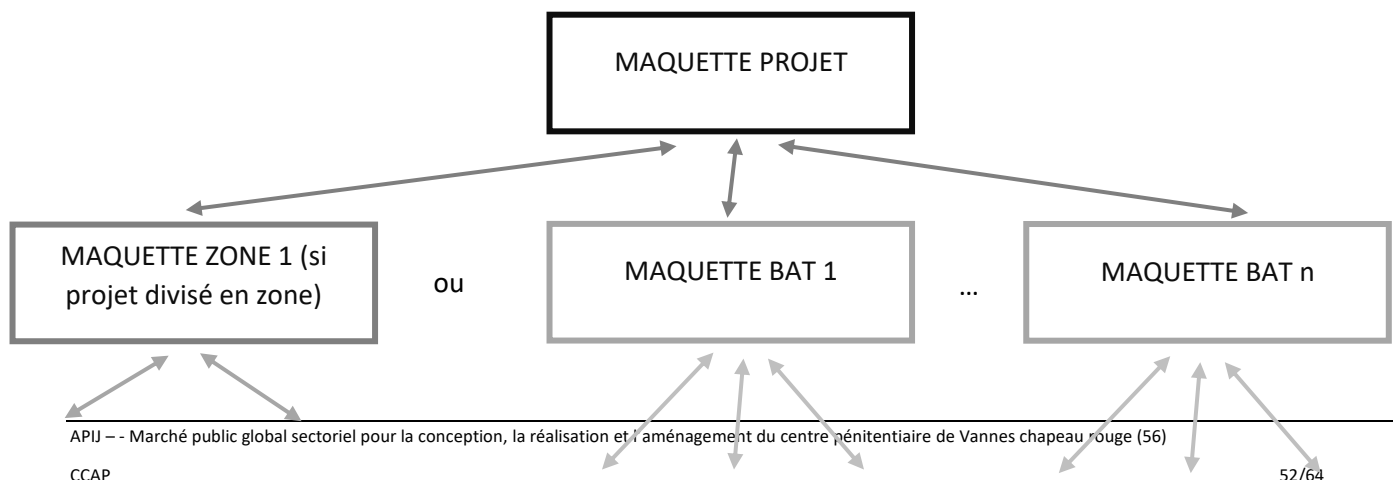 MAQUETTE PROJET
MAQUETTE ZONE 1 (si
projet divisé en zone)
ou
MAQUETTE BAT 1
…
MAQUETTE BAT n
APIJ – - Marché public global sectoriel pour la conception, la réalisation et l'aménagement du centre pénitentiaire de Vannes chapeau rouge (56)
CCAP
52/64